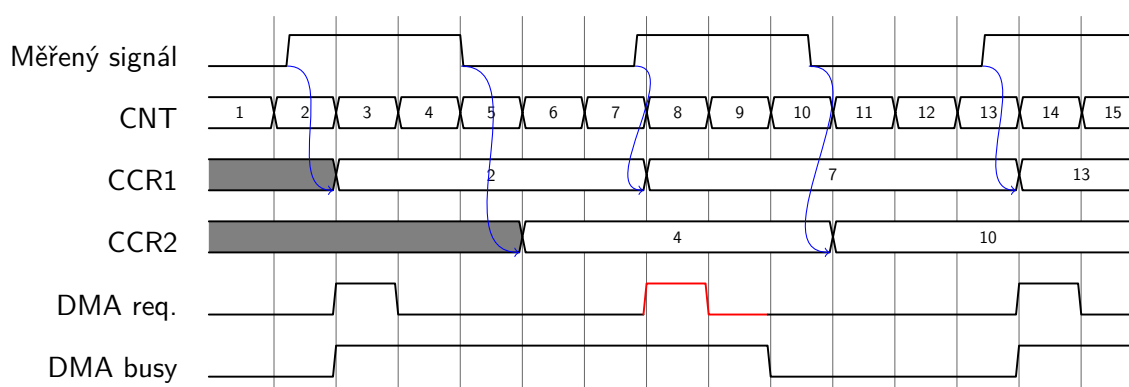 Měřený signál
CNT 1 2 3 4 5 6 7 8 9 10 11 12 13 14 15
CCR1 2 7 13
CCR2 4 10
DMA req.
DMA busy